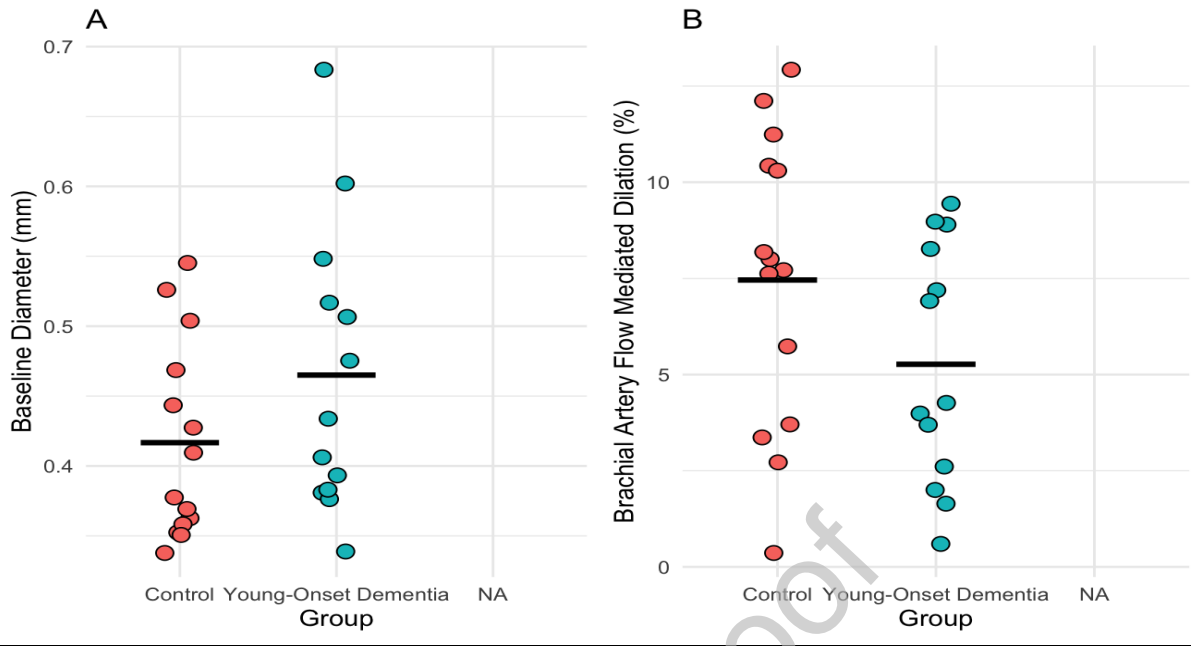 A
Baseline Diameter (mm)
0.7
0.6
0.5
0.4
Control Young-Onset Dementia NA
Group
B
Brachial Artery Flow Mediated Dilation (%)
10
5
0
Control Young-Onset Dementia NA
Group
oof